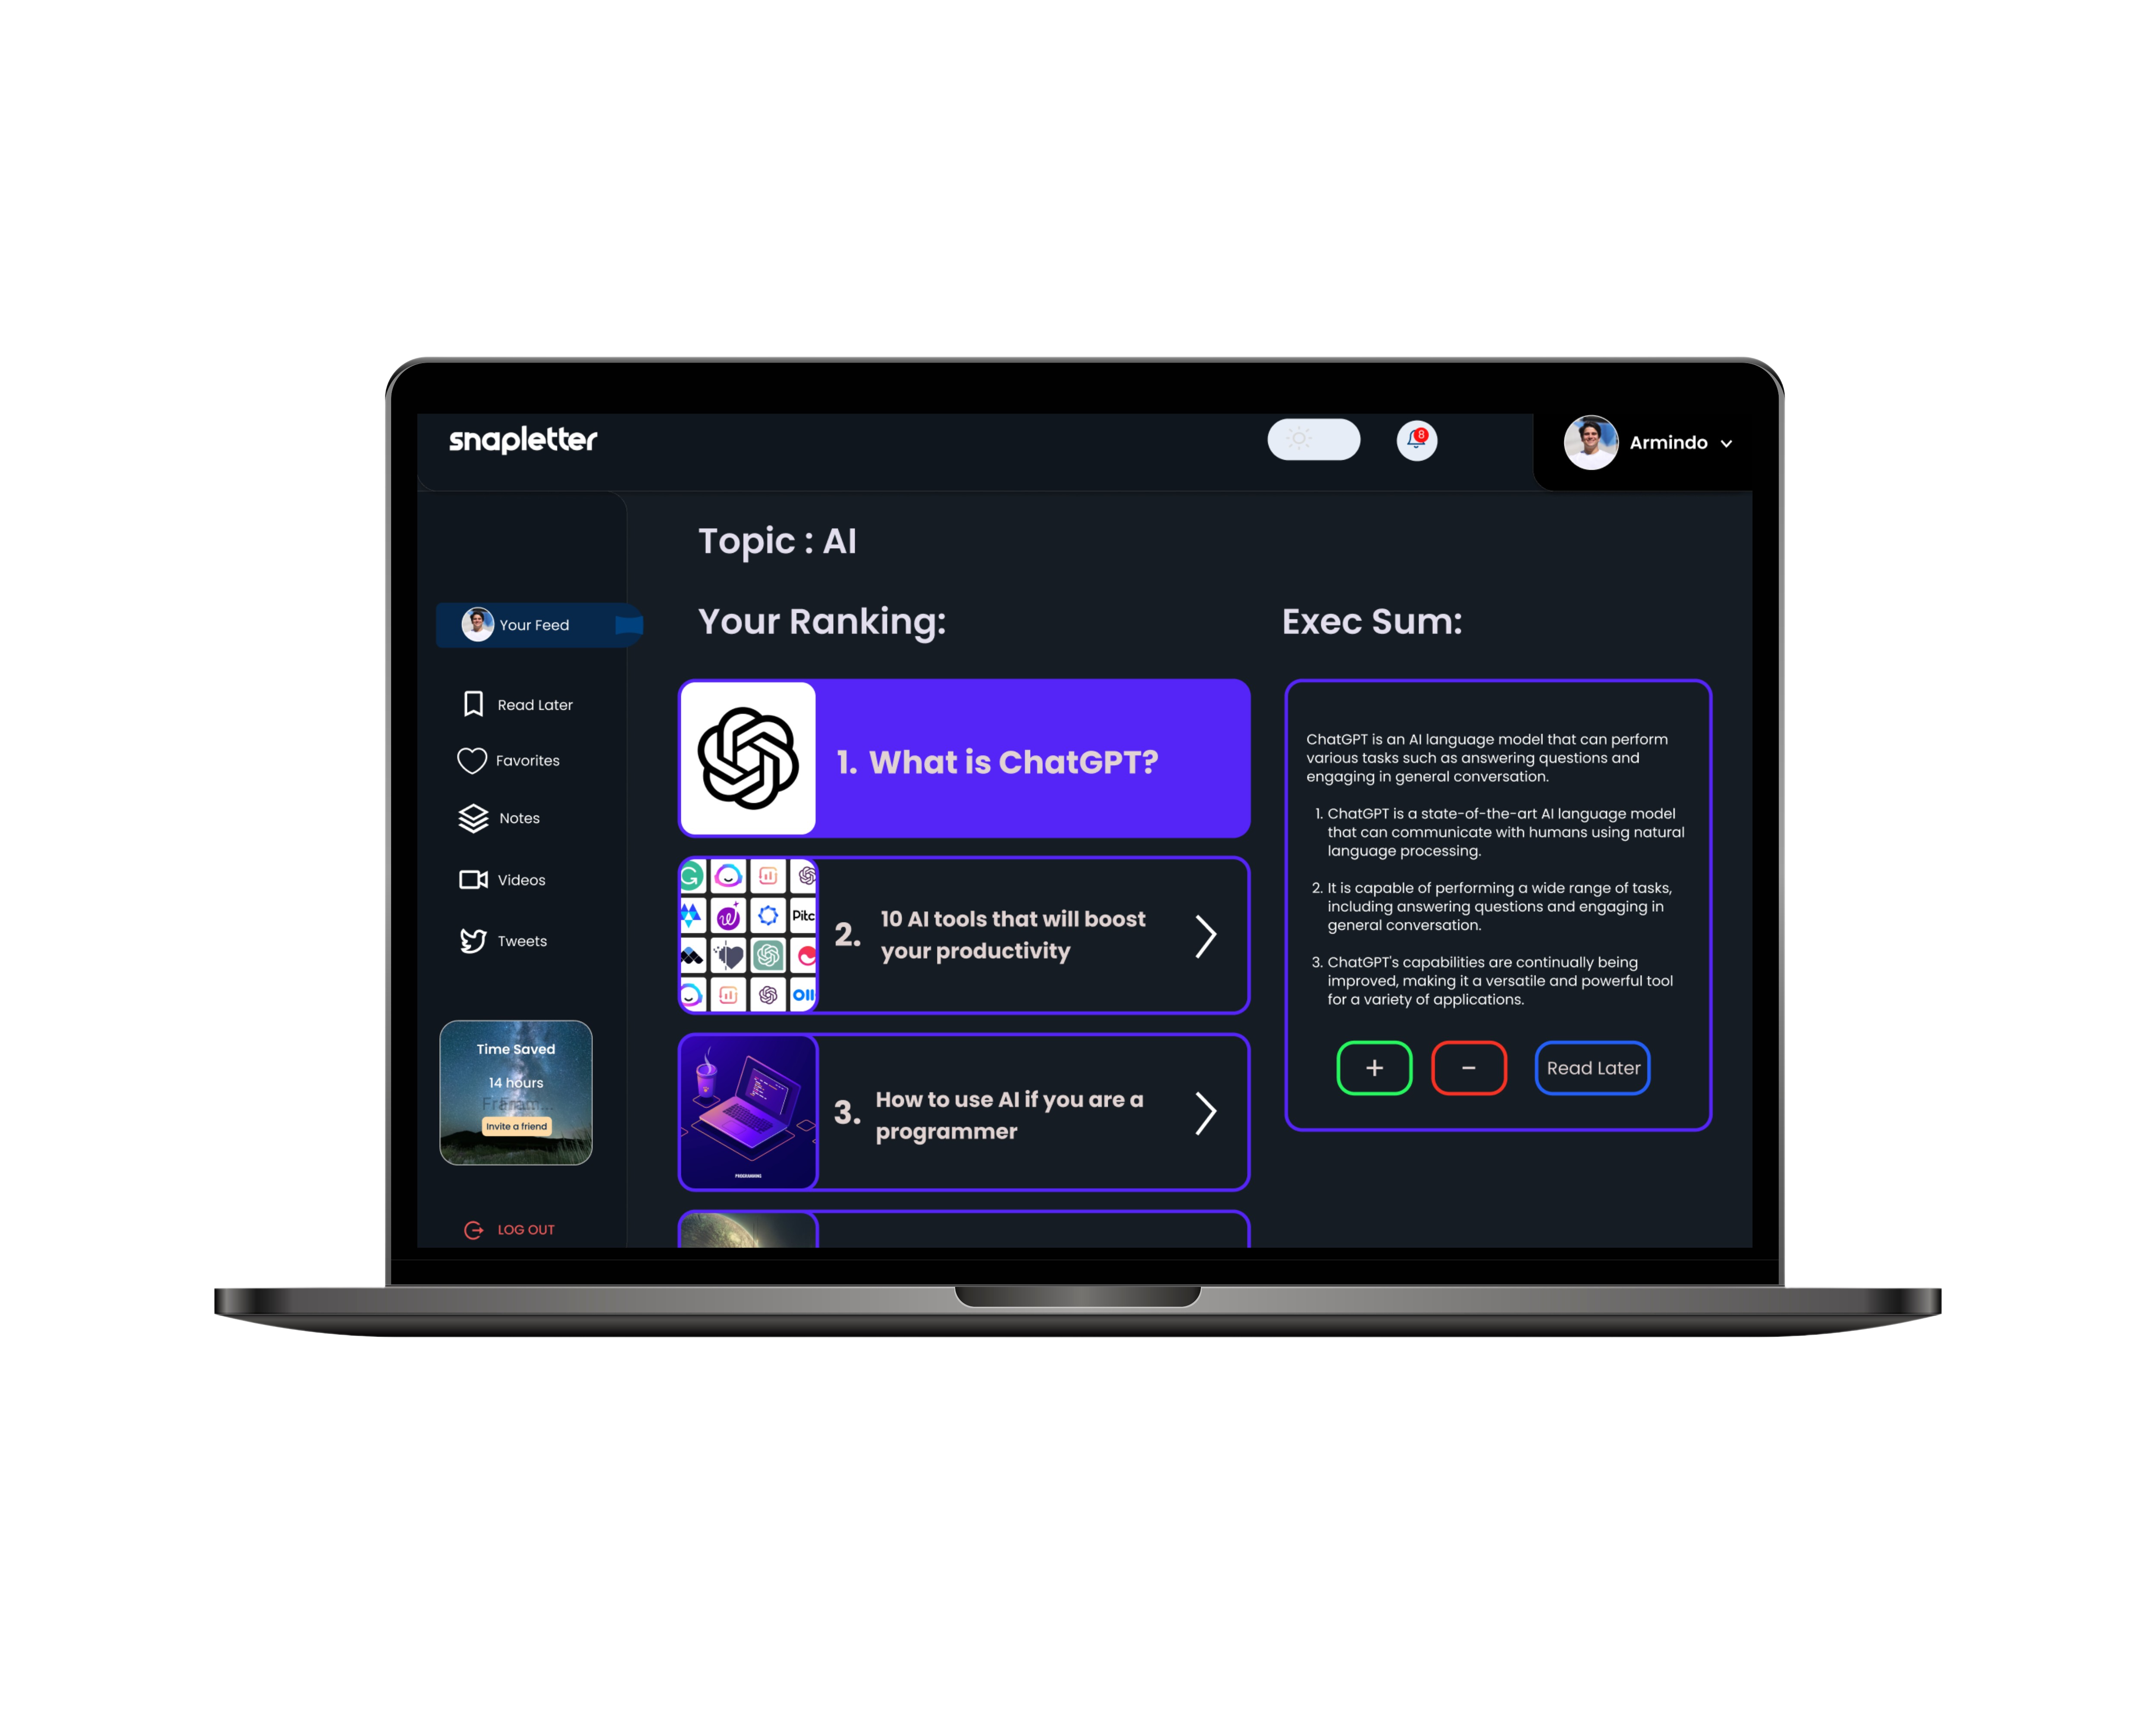 snapletter
8
Armindo
Topic : AI
Your Feed
Your Ranking:
Exec Sum:
Read Later
Favorites
Notes
Videos
Tweets
1. What is ChatGPT?
Pitc
2. 10 AI tools that will boost
your productivity
3. How to use AI if you are a
programmer
PROGRAMMING
ChatGPT is an AI language model that can perform
various tasks such as answering questions and
engaging in general conversation.
1. ChatGPT is a state-of-the-art AI language model
that can communicate with humans using natural
language processing.
2. It is capable of performing a wide range of tasks,
including answering questions and engaging in
general conversation.
3. ChatGPT's capabilities are continually being
improved, making it a versatile and powerful tool
for a variety of applications.
+
-
Read Later
Time Saved
14 hours
Invite a friend
LOG OUT